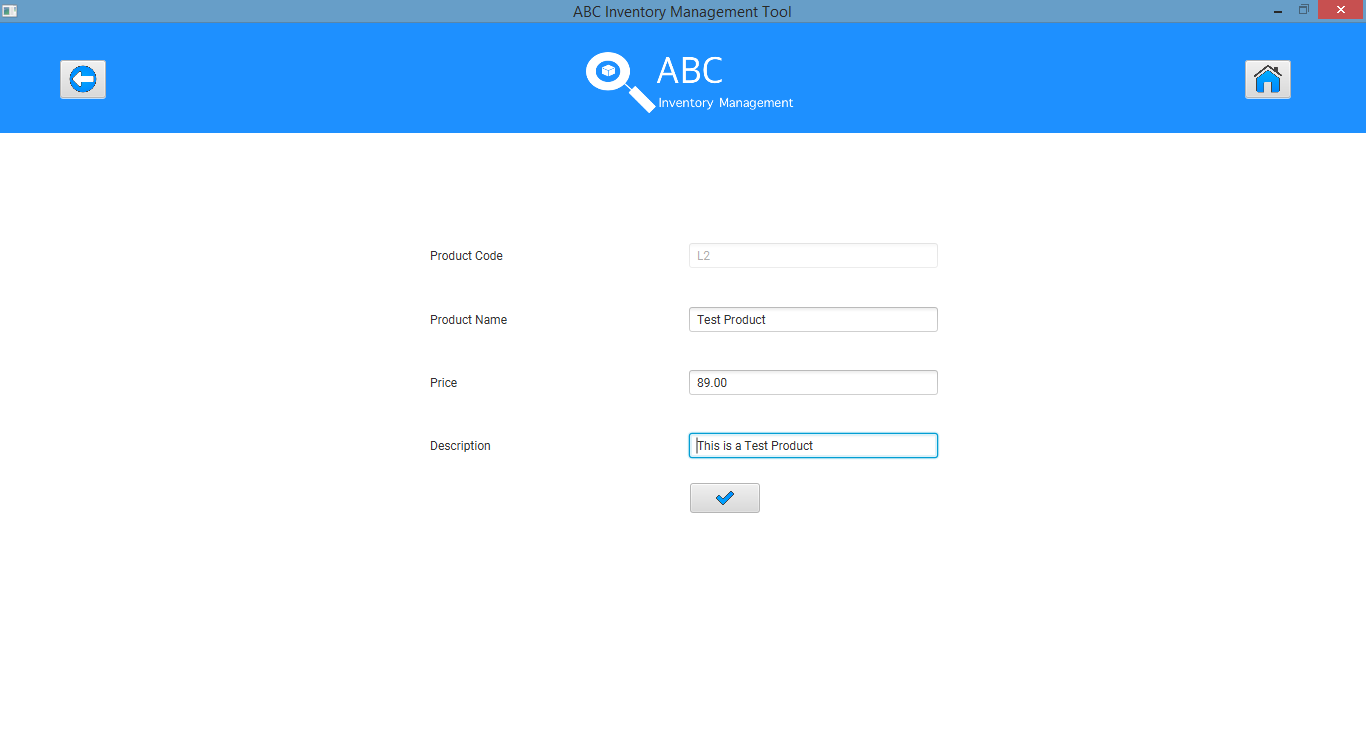 ABC Inventory Management Tool
ABC
Inventory Management
Product Code L2
Product Name Test Product
Price 89.00
Description This is a Test Product